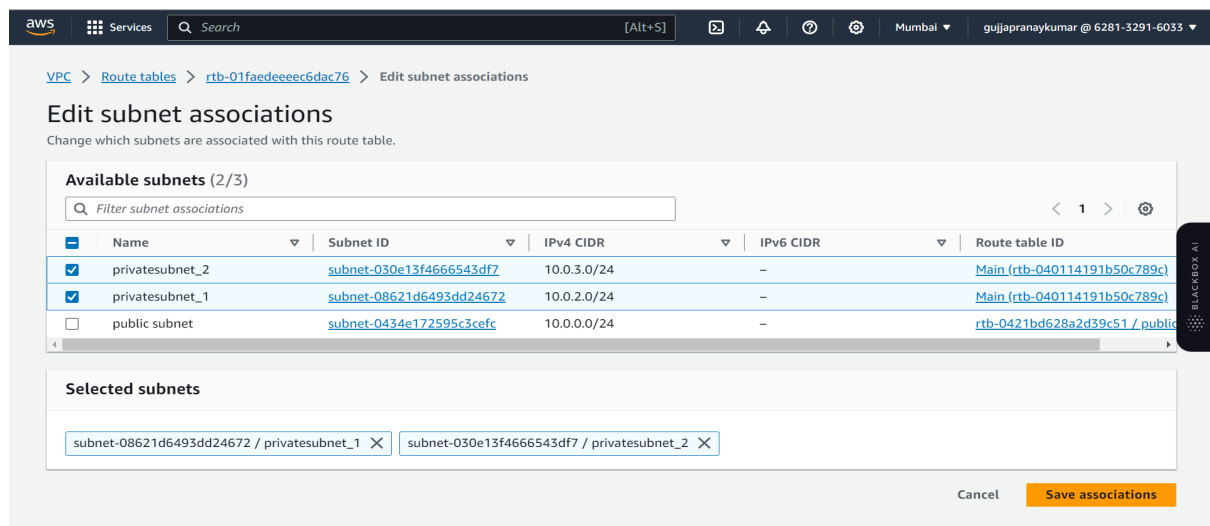 aws Services Search [Alt+S] Mumbai ▼ gujjapranaykumar @ 6281-3291-6033 ▼
VPC > Route tables > rtb-01faedeeeec6dac76 > Edit subnet associations
Edit subnet associations
Change which subnets are associated with this route table.
Available subnets (2/3)
Filter subnet associations
< 1 >
Name Subnet ID IPv4 CIDR IPv6 CIDR Route table ID
privatesubnet_2 subnet-030e13f4666543df7 10.0.3.0/24 – Main (rtb-040114191b50c789c)
privatesubnet_1 subnet-08621d6493dd24672 10.0.2.0/24 – Main (rtb-040114191b50c789c)
public subnet subnet-0434e172595c3cefc 10.0.0.0/24 – rtb-0421bd628a2d39c51 / public
BLACKBOX AI
Selected subnets
subnet-08621d6493dd24672 / privatesubnet_1 × subnet-030e13f4666543df7 / privatesubnet_2 ×
Cancel Save associations